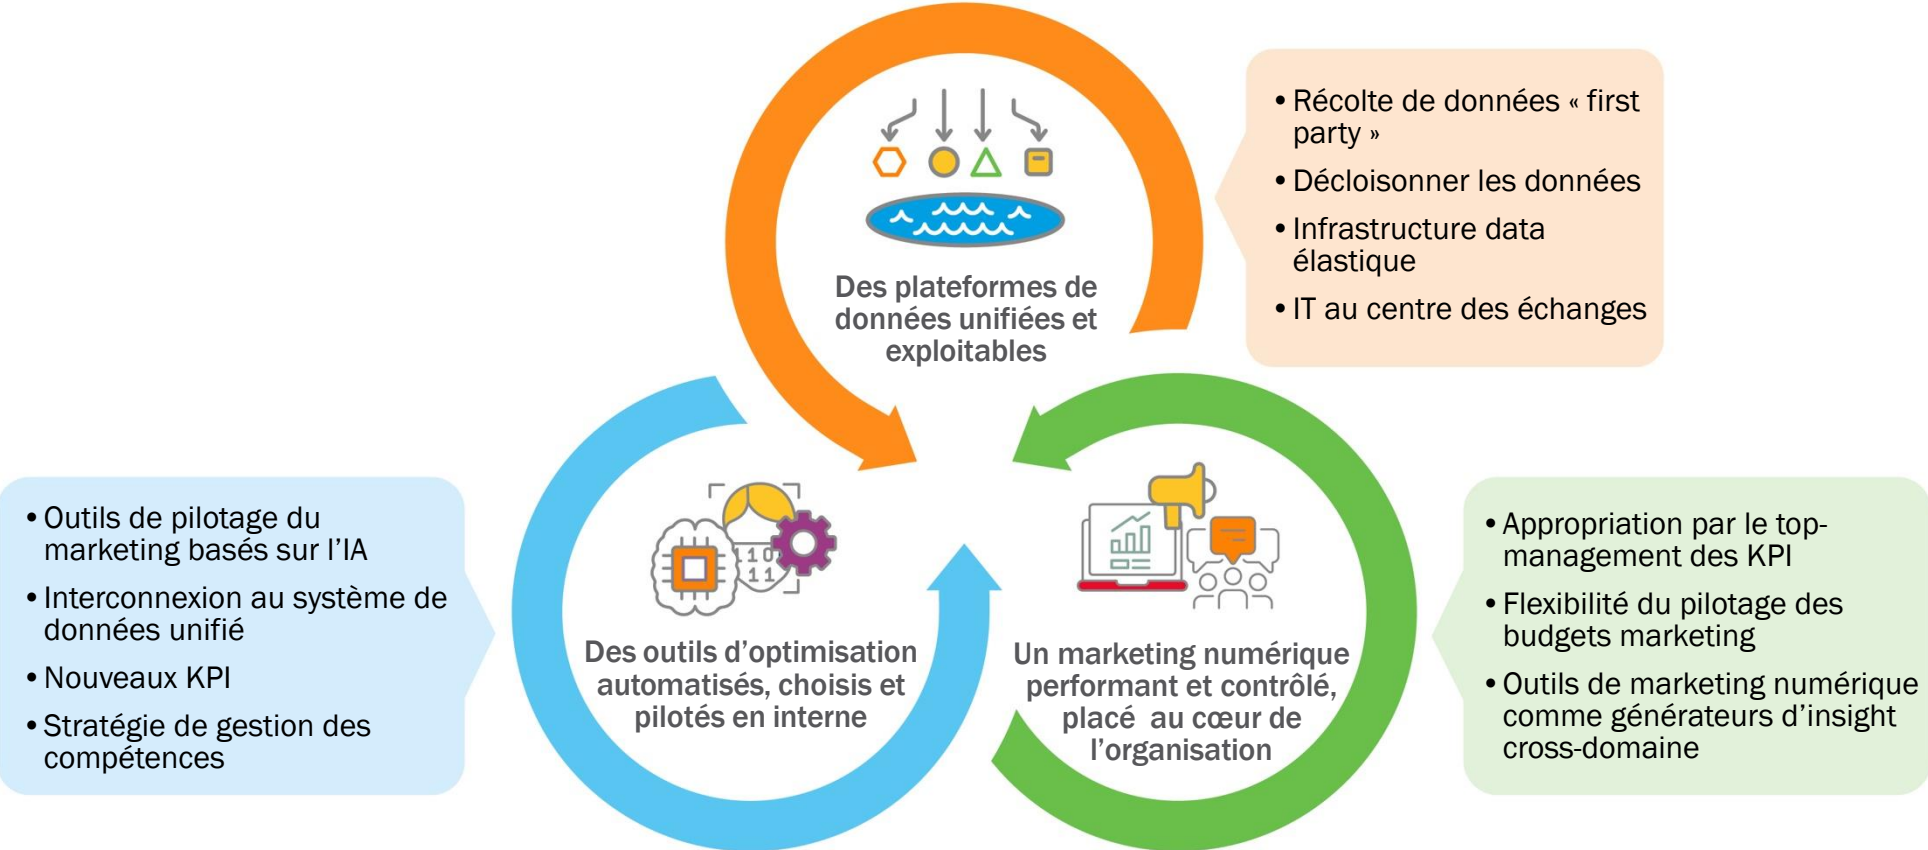 Des plateformes de
données unifiées et
exploitables
• Récolte de données « first
party »
• Décloisonner les données
• Infrastructure data
élastique
• IT au centre des échanges
• Outils de pilotage du
marketing basés sur l’IA
• Interconnexion au système de
données unifié
• Nouveaux KPI
• Stratégie de gestion des
compétences
110
11
Des outils d’optimisation
automatisés, choisis et
pilotés en interne
Un marketing numérique
performant et contrôlé,
placé au cœur de
l’organisation
• Appropriation par le top-
management des KPI
• Flexibilité du pilotage des
budgets marketing
• Outils de marketing numérique
comme générateurs d’insight
cross-domaine